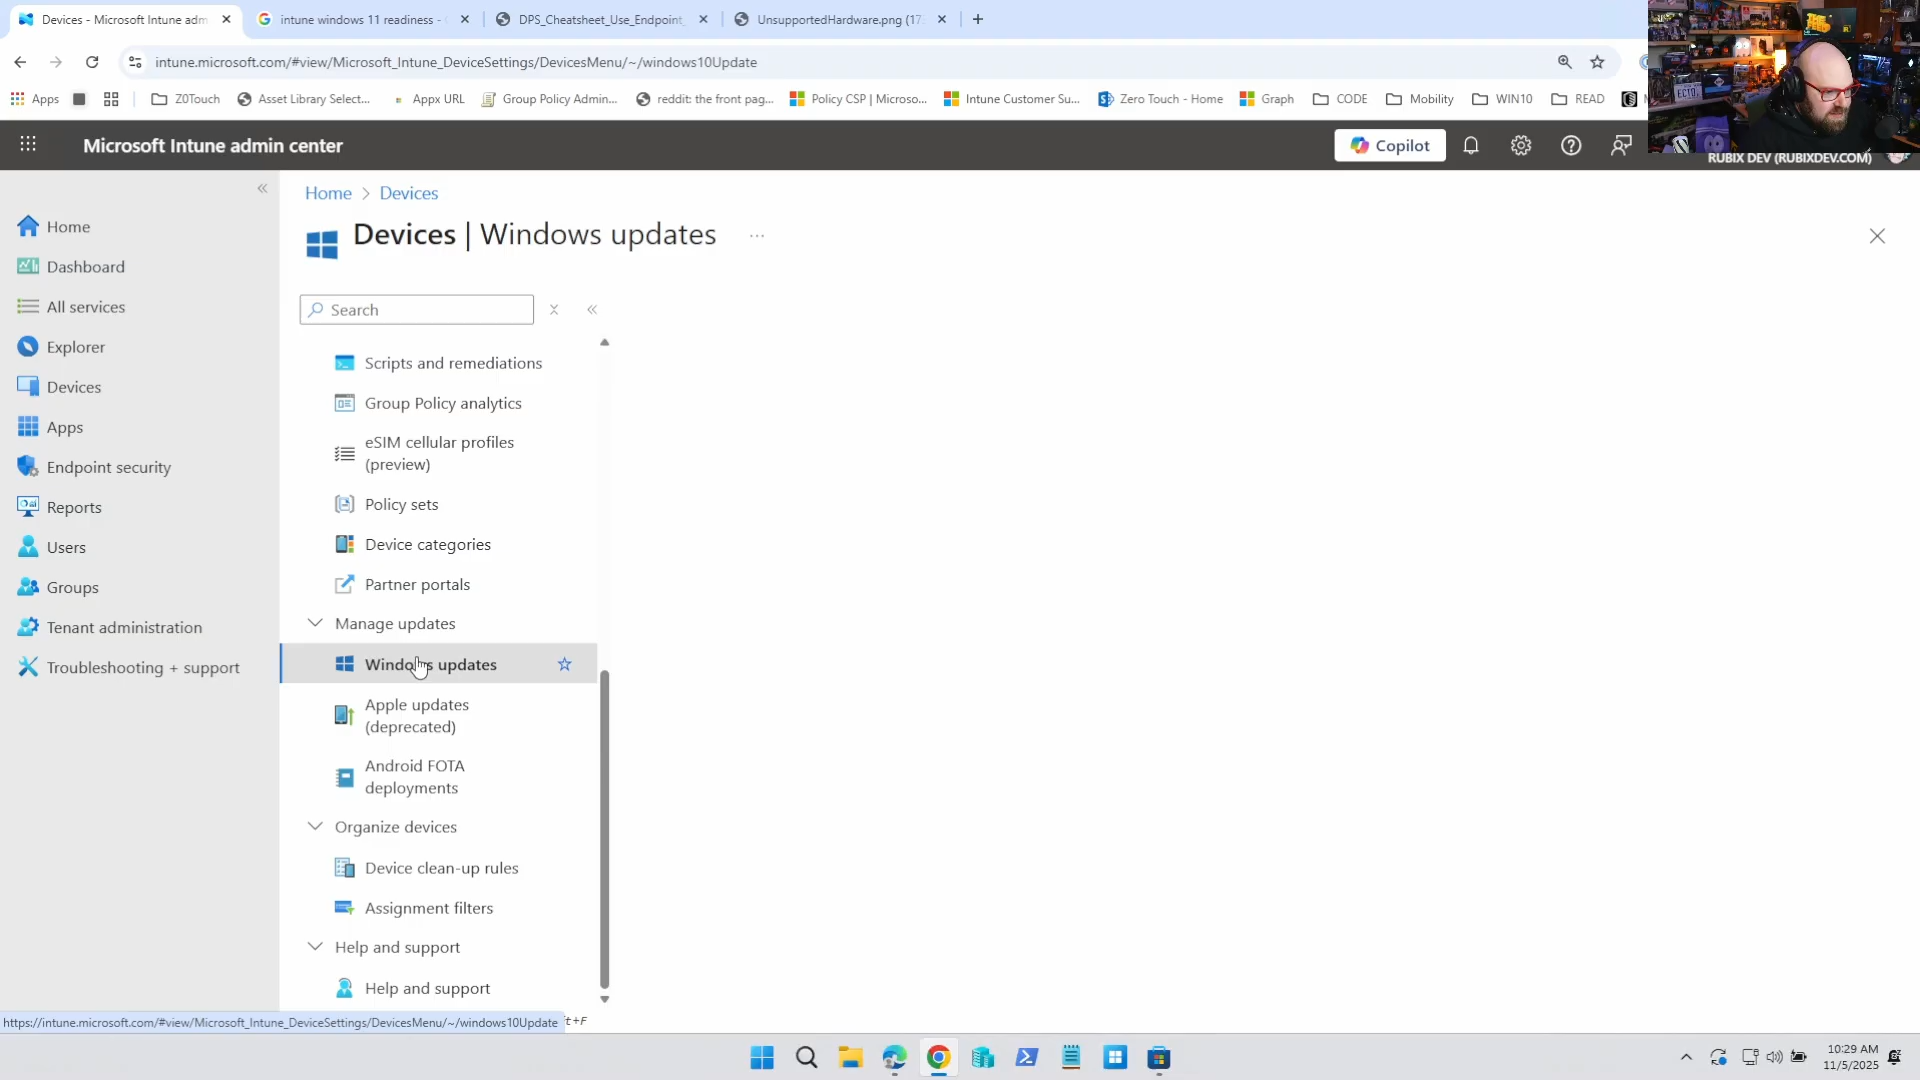 Devices - Microsoft Intune adm
intune windows 11 readiness -
DPS_Cheatsheet_Use_Endpoint_
UnsupportedHardware.png (17
intune.microsoft.com/#view/Microsoft_Intune_DeviceSettings/DevicesMenu/~/windows10Update
Apps
Z0Touch
Asset Library Select...
Appx URL
Group Policy Admin...
reddit: the front pag...
Policy CSP | Microso...
Intune Customer Su...
Zero Touch - Home
Graph
CODE
Mobility
WIN10
READ
Microsoft Intune admin center
Copilot
RUBIX DEV (RUBIXDEV.COM)
Home
Dashboard
All services
Explorer
Devices
Apps
Endpoint security
Reports
Users
Groups
Tenant administration
Troubleshooting + support
Home > Devices
Devices | Windows updates
Search
Scripts and remediations
Group Policy analytics
eSIM cellular profiles
(preview)
Policy sets
Device categories
Partner portals
Manage updates
Windows updates
Apple updates
(deprecated)
Android FOTA
deployments
Organize devices
Device clean-up rules
Assignment filters
Help and support
Help and support
https://intune.microsoft.com/#view/Microsoft_Intune_DeviceSettings/DevicesMenu/~/windows10Update
10:29 AM
11/5/2025